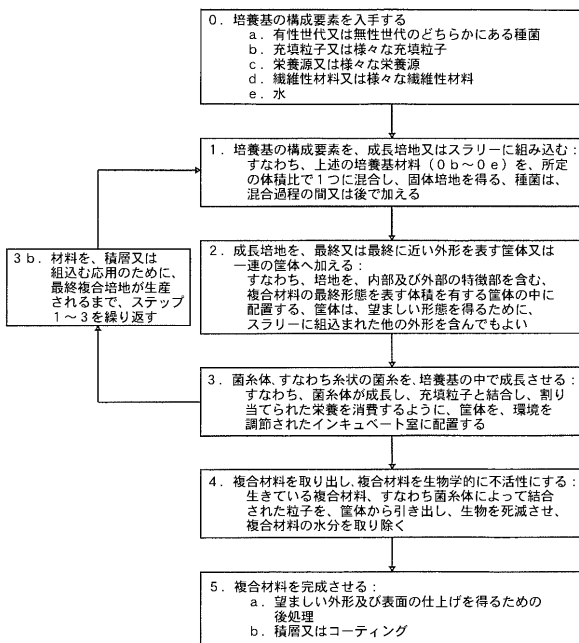 0．培養基の構成要素を入手する
a．有性世代又は無性世代のどちらかにある種菌
b．充填粒子又は様々な充填粒子
c．栄養源又は様々な栄養源
d．繊維性材料又は様々な繊維性材料
e．水
1．培養基の構成要素を、成長培地又はスラリーに組み込む：
すなわち、上述の培養基材料（０ｂ～０ｅ）を、所定
の体積比で１つに混合し、固体培地を得る、種菌は、
混合過程の間又は後で加える
2．成長培地を、最終又は最終に近い外形を表す筐体又は
一連の筐体へ加える：
すなわち、培地を、内部及び外部の特徴部を含む、
複合材料の最終形態を表す体積を有する筐体の中に
配置する、筐体は、望ましい形態を得るために、
スラリーに組込まれた他の外形を含んでもよい
3b．材料を、積層又は
組込む応用のために、
最終複合培地が生産
されるまで、ステップ
１～３を繰り返す
3．菌糸体、すなわち糸状の菌糸を、培養基の中で成長させる：
すなわち、菌糸体が成長し、充填粒子と結合し、割り
当てられた栄養を消費するように、筐体を、環境を
調節されたインキュベート室に配置する
4．複合材料を取り出し、複合材料を生物学的に不活性にする：
生きている複合材料、すなわち菌糸体によって結合
された粒子を、筐体から引き出し、生物を死滅させ、
複合材料の水分を取り除く
5．複合材料を完成させる：
a．望ましい外形及び表面の仕上げを得るための
後処理
b．積層又はコーティング